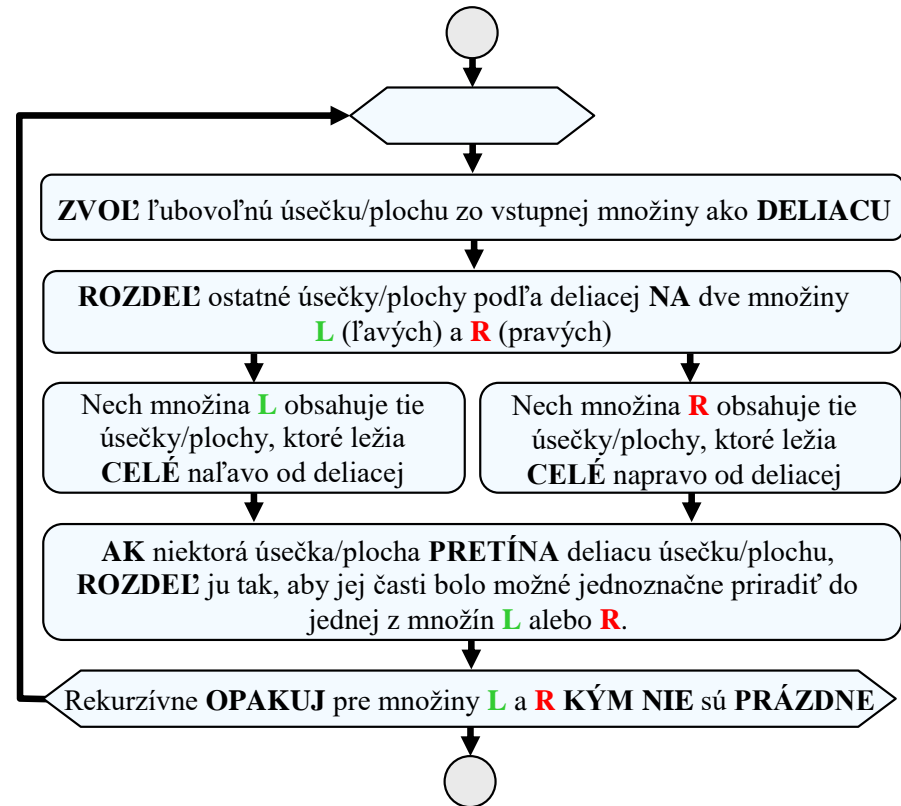 ZVOĽ ľubovoľnú úsečku/plochu zo vstupnej množiny ako DELIACU
ROZDEĽ ostatné úsečky/plochy podľa deliacej NA dve množiny
L (ľavých) a R (pravých)
Nech množina L obsahuje tie
úsečky/plochy, ktoré ležia
CELÉ naľavo od deliacej
Nech množina R obsahuje tie
úsečky/plochy, ktoré ležia
CELÉ napravo od deliacej
AK niektorá úsečka/plocha PRETÍNA deliacu úsečku/plochu,
ROZDEĽ ju tak, aby jej časti bolo možné jednoznačne priradiť do
jednej z množín L alebo R.
Rekurzívne OPAKUJ pre množiny L a R KÝM NIE sú PRÁZDNE